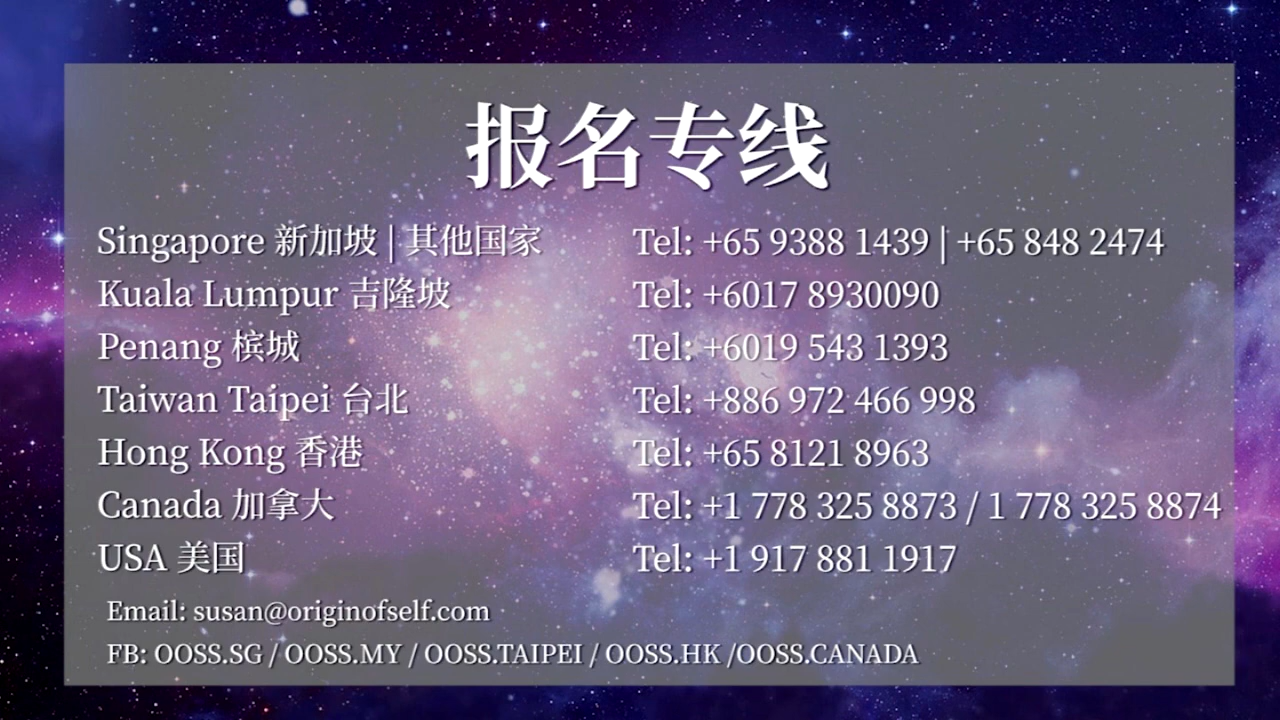 报名专线
Singapore 新加坡 | 其他国家 Tel: +65 9388 1439 | +65 848 2474
Kuala Lumpur 吉隆坡 Tel: +6017 8930090
Penang 槟城 Tel: +6019 543 1393
Taiwan Taipei 台北 Tel: +886 972 466 998
Hong Kong 香港 Tel: +65 8121 8963
Canada 加拿大 Tel: +1 778 325 8873 / 1 778 325 8874
USA 美国 Tel: +1 917 881 1917
Email: susan@originofself.com
FB: OOSS.SG / OOSS.MY / OOSS.TAIPEI / OOSS.HK /OOSS.CANADA